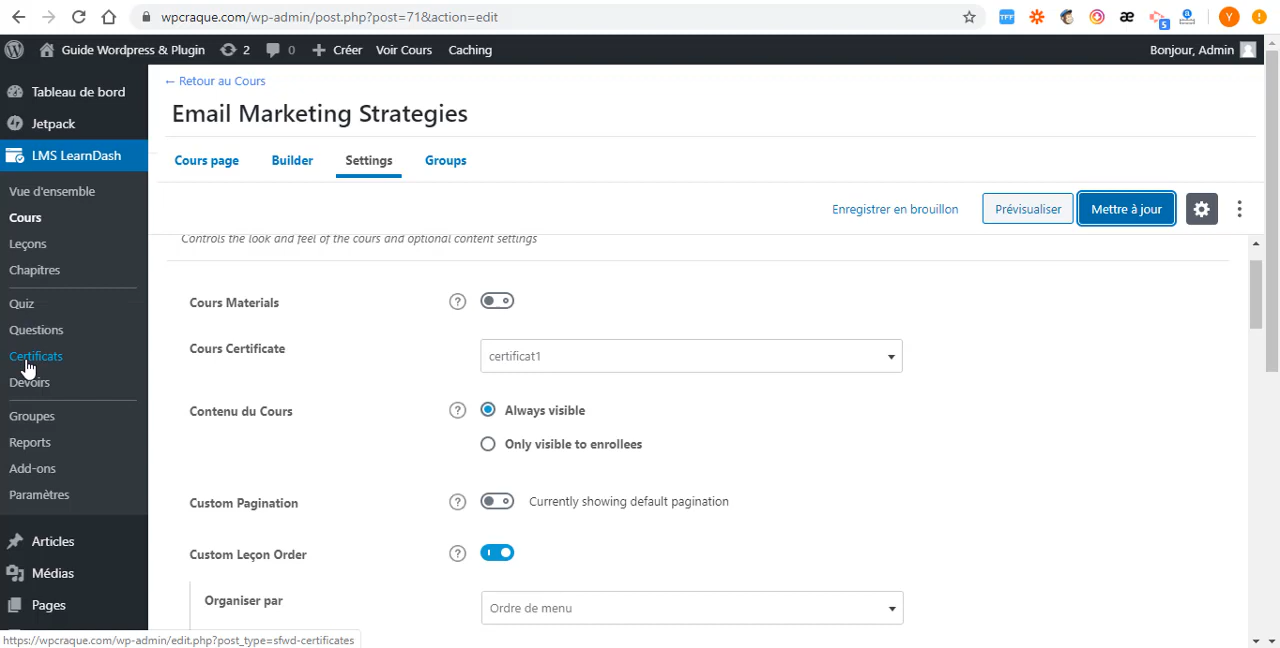 wpcraque.com/wp-admin/post.php?post=71&action=edit
TFF
æ
5
Y
Guide Wordpress & Plugin 2 0 Créer Voir Cours Caching Bonjour, Admin
Tableau de bord
Jetpack
LMS LearnDash
Vue d'ensemble
Cours
Leçons
Chapitres
Quiz
Questions
Certificats
Devoirs
Groupes
Reports
Add-ons
Paramètres
Articles
Médias
Pages
← Retour au Cours
Email Marketing Strategies
Cours page Builder Settings Groups
Enregistrer en brouillon Prévisualiser Mettre à jour
Controls the look and feel of the cours and optional content settings
Cours Materials ?
Cours Certificate certificat1
Contenu du Cours ? Always visible
Only visible to enrollees
Custom Pagination ? Currently showing default pagination
Custom Leçon Order ?
Organiser par Ordre de menu
https://wpcraque.com/wp-admin/edit.php?post_type=sfwd-certificates